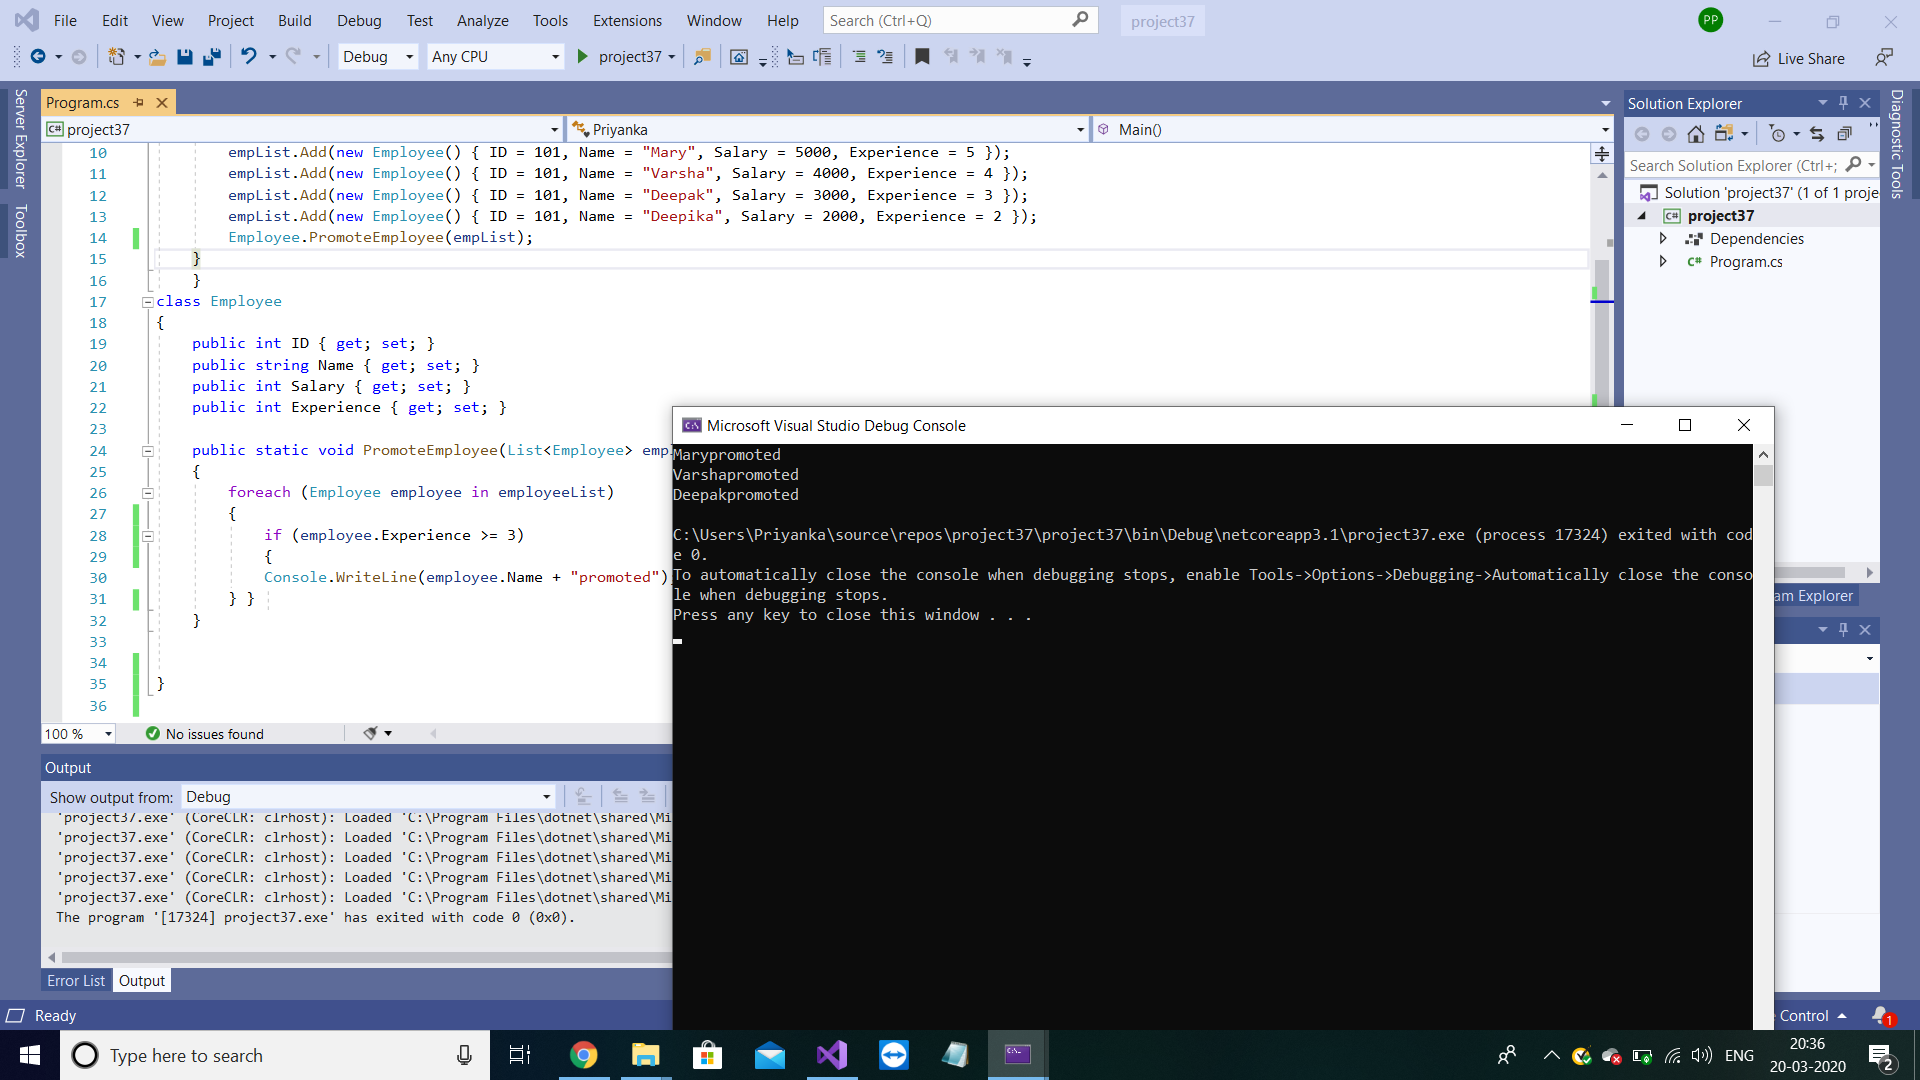 File Edit View Project Build Debug Test Analyze Tools Extensions Window Help Search (Ctrl+Q) project37 PP
Debug Any CPU project37 Live Share
Server Explorer
Toolbox
Program.cs
project37 Priyanka Main()
10 empList.Add(new Employee() { ID = 101, Name = "Mary", Salary = 5000, Experience = 5 });
11 empList.Add(new Employee() { ID = 101, Name = "Varsha", Salary = 4000, Experience = 4 });
12 empList.Add(new Employee() { ID = 101, Name = "Deepak", Salary = 3000, Experience = 3 });
13 empList.Add(new Employee() { ID = 101, Name = "Deepika", Salary = 2000, Experience = 2 });
14 Employee.PromoteEmployee(empList);
15 }
16 }
17 class Employee
18 {
19 public int ID { get; set; }
20 public string Name { get; set; }
21 public int Salary { get; set; }
22 public int Experience { get; set; }
23
24 public static void PromoteEmployee(List<Employee> emp
25 {
26 foreach (Employee employee in employeeList)
27 {
28 if (employee.Experience >= 3)
29 {
30 Console.WriteLine(employee.Name + "promoted")
31 } }
32 }
33
34
35 }
36
100 % No issues found
Output
Show output from: Debug
'project37.exe' (CoreCLR: clrhost): Loaded 'C:\Program Files\dotnet\shared\Mi
'project37.exe' (CoreCLR: clrhost): Loaded 'C:\Program Files\dotnet\shared\Mi
'project37.exe' (CoreCLR: clrhost): Loaded 'C:\Program Files\dotnet\shared\Mi
'project37.exe' (CoreCLR: clrhost): Loaded 'C:\Program Files\dotnet\shared\Mi
'project37.exe' (CoreCLR: clrhost): Loaded 'C:\Program Files\dotnet\shared\Mi
The program '[17324] project37.exe' has exited with code 0 (0x0).
Error List Output
Ready
Microsoft Visual Studio Debug Console
Marypromoted
Varshapromoted
Deepakpromoted
C:\Users\Priyanka\source\repos\project37\project37\bin\Debug\netcoreapp3.1\project37.exe (process 17324) exited with cod
e 0.
To automatically close the console when debugging stops, enable Tools->Options->Debugging->Automatically close the conso
le when debugging stops.
Press any key to close this window . . .
Solution Explorer
Search Solution Explorer (Ctrl+;
Solution 'project37' (1 of 1 proje
C# project37
Dependencies
C# Program.cs
am Explorer
Diagnostic Tools
Control 1
Type here to search
ENG
20:36
20-03-2020
2